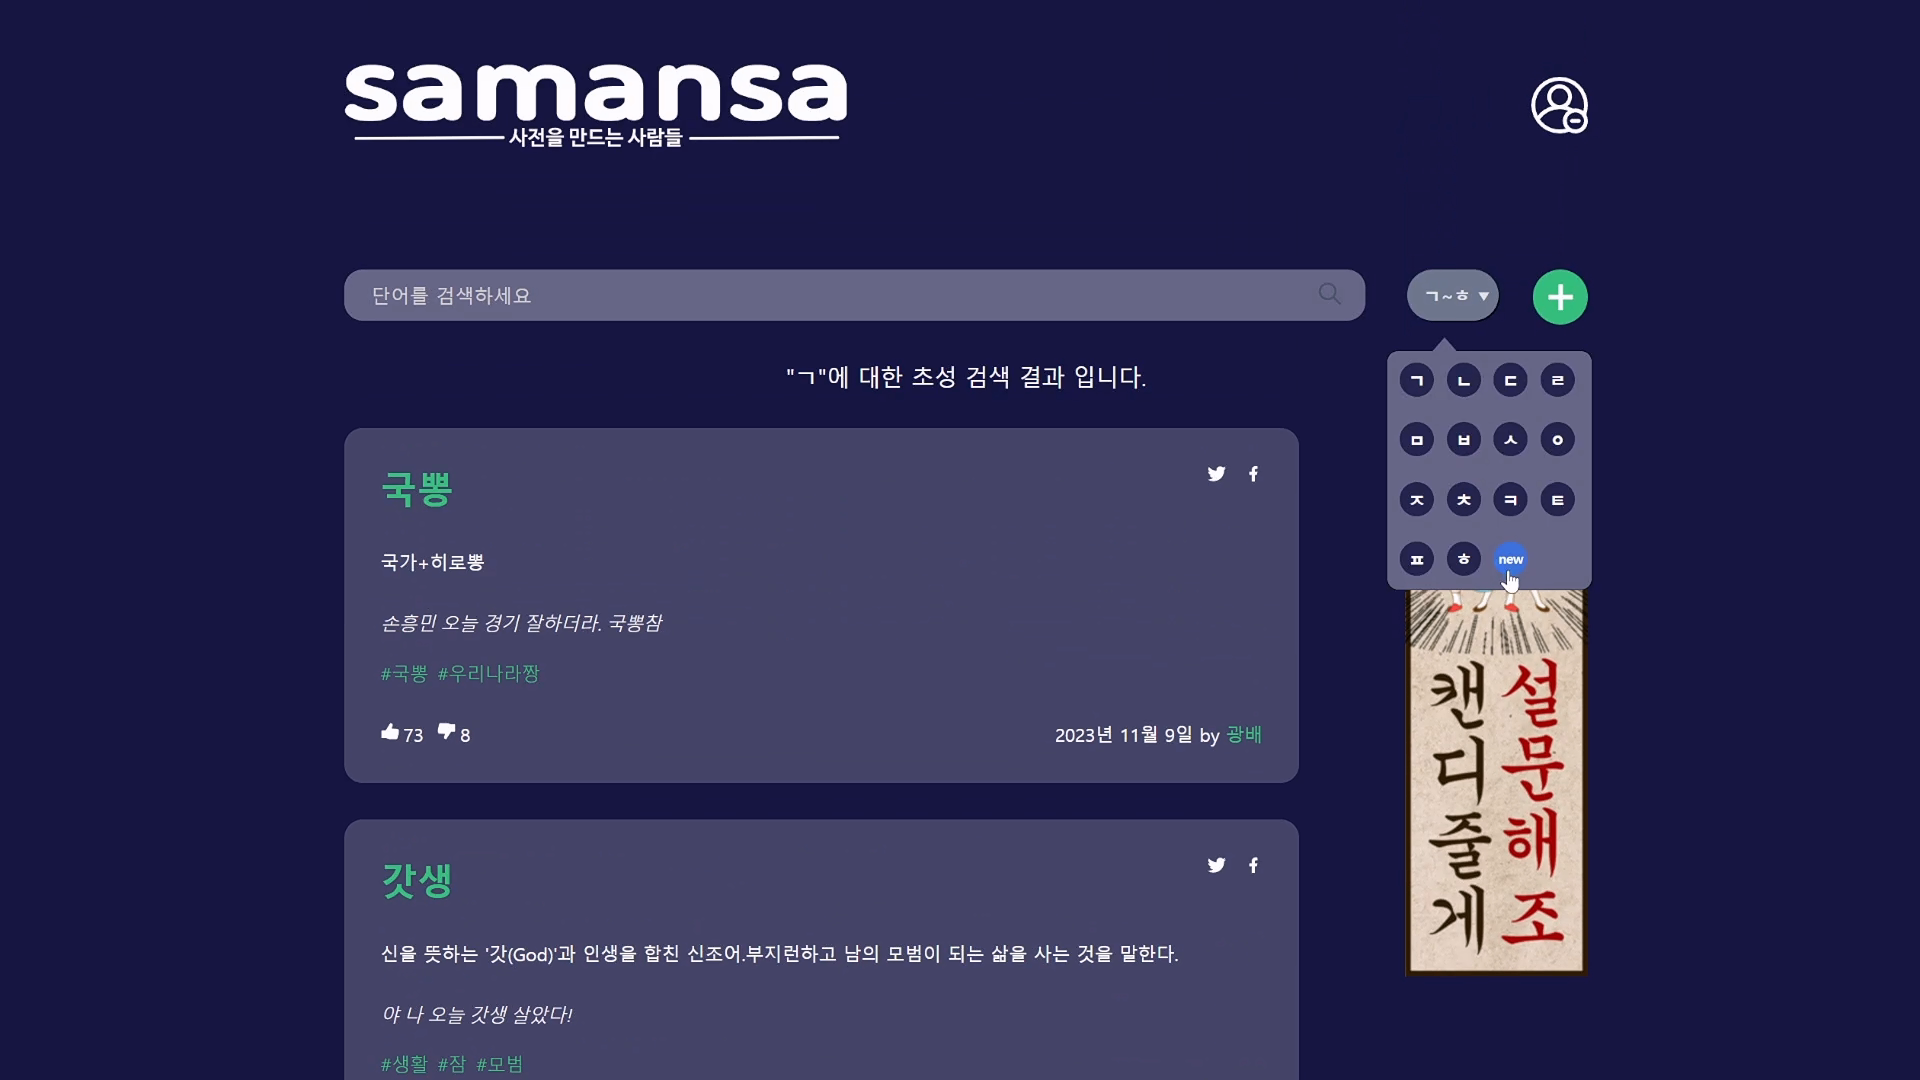 samansa
사전을 만드는 사람들
단어를 검색하세요
ㄱ~ㅎ ▼
"ㄱ"에 대한 초성 검색 결과 입니다.
ㄱ ㄴ ㄷ ㄹ
ㅁ ㅂ ㅅ ㅇ
ㅈ ㅊ ㅋ ㅌ
ㅍ ㅎ new
국뽕
국가+히로뽕
손흥민 오늘 경기 잘하더라. 국뽕참
#국뽕 #우리나라짱
73 8
2023년 11월 9일 by 광배
갓생
신을 뜻하는 '갓(God)'과 인생을 합친 신조어.부지런하고 남의 모범이 되는 삶을 사는 것을 말한다.
야 나 오늘 갓생 살았다!
#생활 #잠 #모범
설문해조
캔디줄게